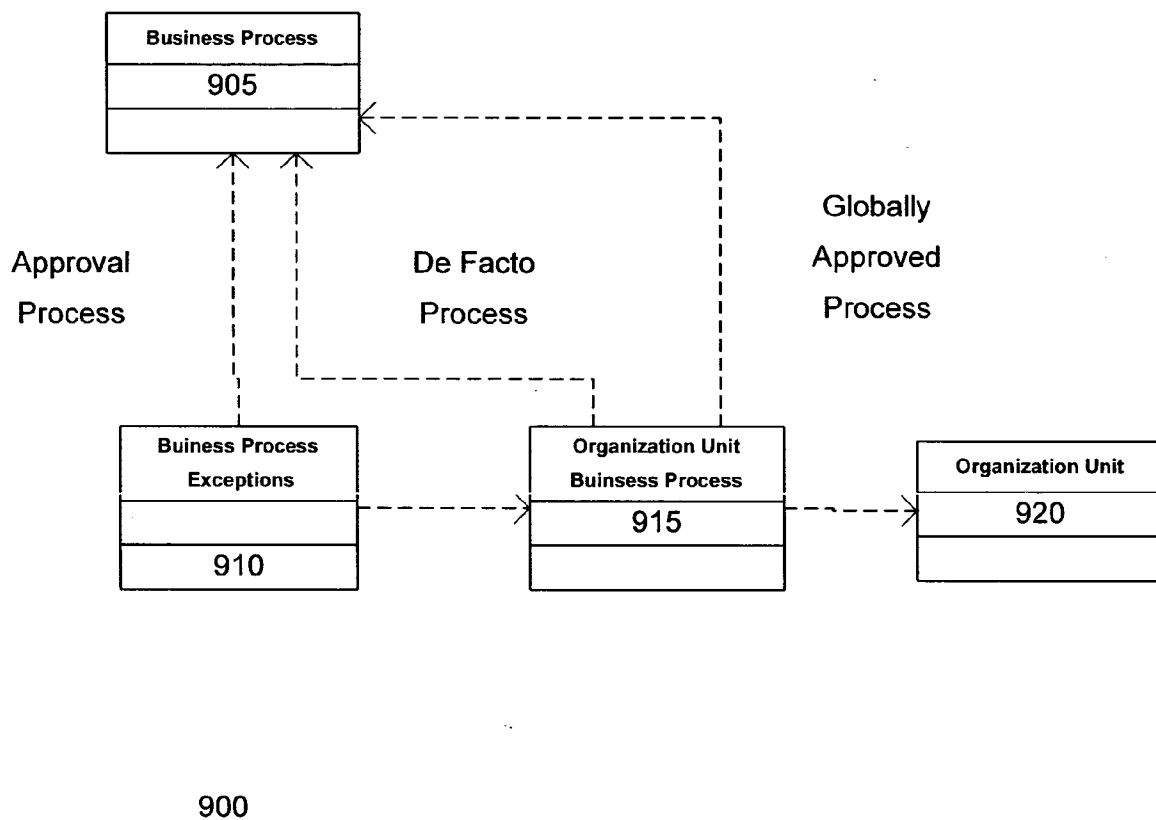 Business Process
905
Globally
Approved
Process
Approval
Process
De Facto
Process
Buiness Process
Exceptions
910
Organization Unit
Buinsess Process
915
Organization Unit
920
900